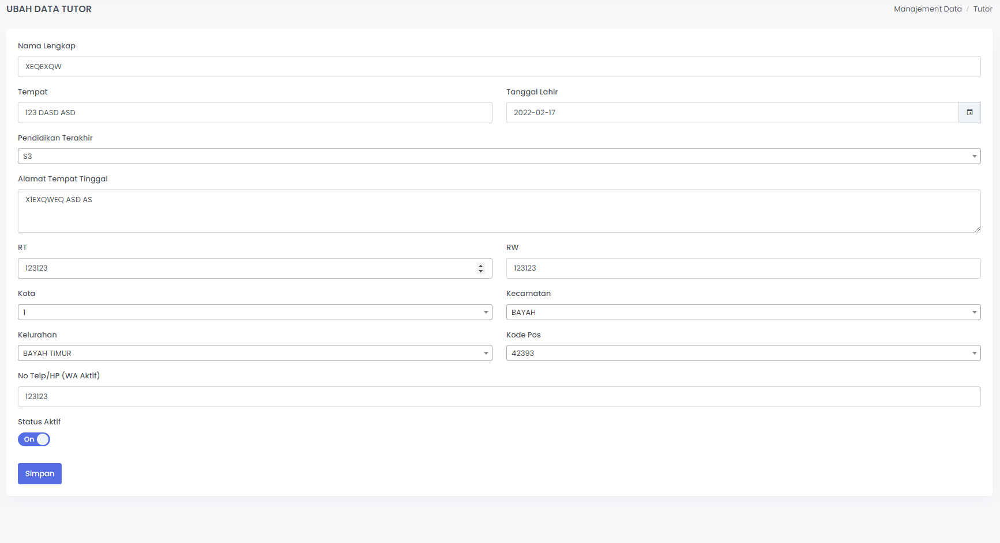 UBAH DATA TUTOR
Manajement Data / Tutor
Nama Lengkap
XEQEXQW
Tempat
Tanggal Lahir
123 DASD ASD
2022-02-17
Pendidikan Terakhir
S3
Alamat Tempat Tinggal
X1EXQWEQ ASD AS
RT
RW
123123
123123
Kota
Kecamatan
1
BAYAH
Kelurahan
Kode Pos
BAYAH TIMUR
42393
No Telp/HP (WA Aktif)
123123
Status Aktif
On
Simpan